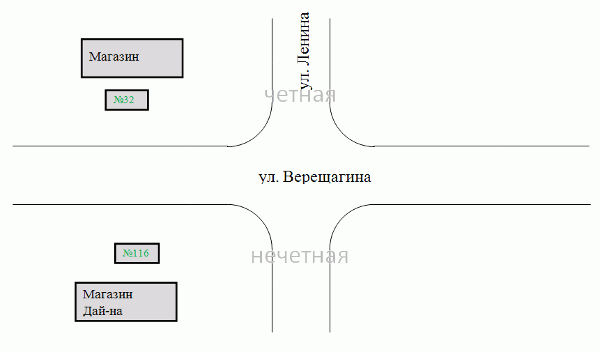 ул. Ленина
Магазин
№32
четная
ул. Верещагина
№116
нечетная
Магазин
Дай-на